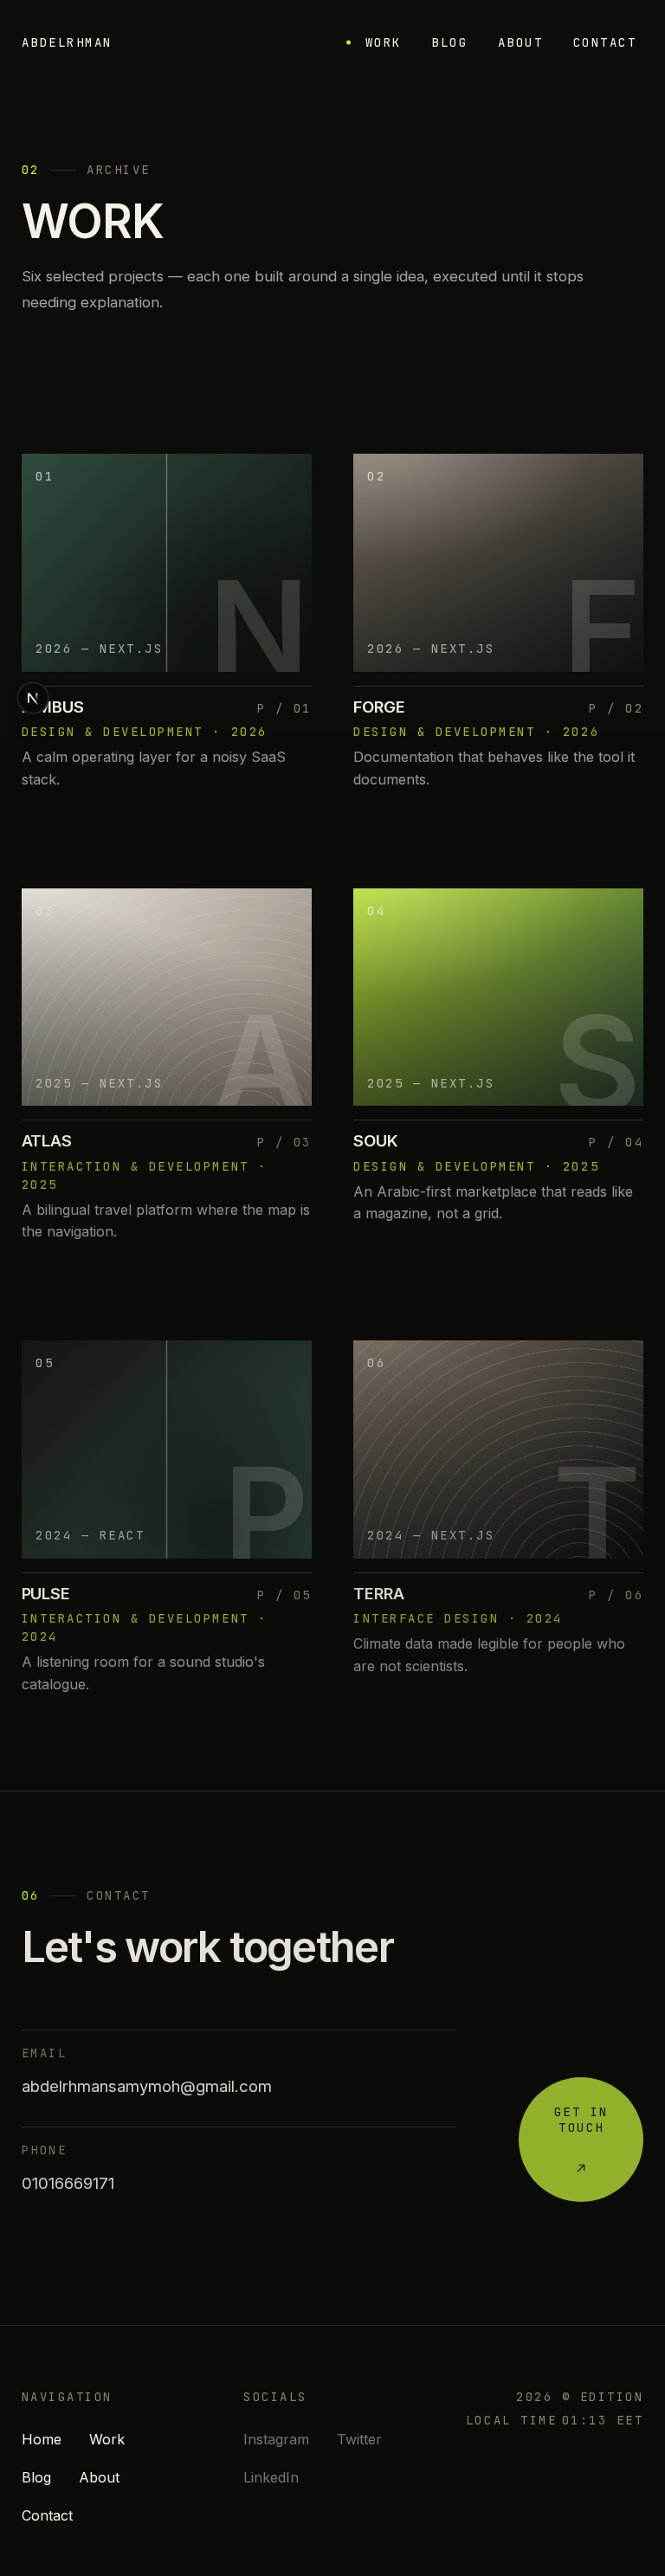 ABDELRHMAN
WORK BLOG ABOUT CONTACT
02 ARCHIVE
WORK
Six selected projects — each one built around a single idea, executed until it stops
needing explanation.
01
N
2026 — NEXT.JS
MBUS P / 01
DESIGN & DEVELOPMENT · 2026
A calm operating layer for a noisy SaaS
stack.
02
F
2026 — NEXT.JS
FORGE P / 02
DESIGN & DEVELOPMENT · 2026
Documentation that behaves like the tool it
documents.
03
A
2025 — NEXT.JS
ATLAS P / 03
INTERACTION & DEVELOPMENT ·
2025
A bilingual travel platform where the map is
the navigation.
04
S
2025 — NEXT.JS
SOUK P / 04
DESIGN & DEVELOPMENT · 2025
An Arabic-first marketplace that reads like
a magazine, not a grid.
05
P
2024 — REACT
PULSE P / 05
INTERACTION & DEVELOPMENT ·
2024
A listening room for a sound studio's
catalogue.
06
T
2024 — NEXT.JS
TERRA P / 06
INTERFACE DESIGN · 2024
Climate data made legible for people who
are not scientists.
06 CONTACT
Let's work together
EMAIL
abdelrhmansamymoh@gmail.com
PHONE
01016669171
GET IN
TOUCH
↗
NAVIGATION
Home Work
Blog About
Contact
SOCIALS
Instagram Twitter
LinkedIn
2026 © EDITION
LOCAL TIME 01:13 EET